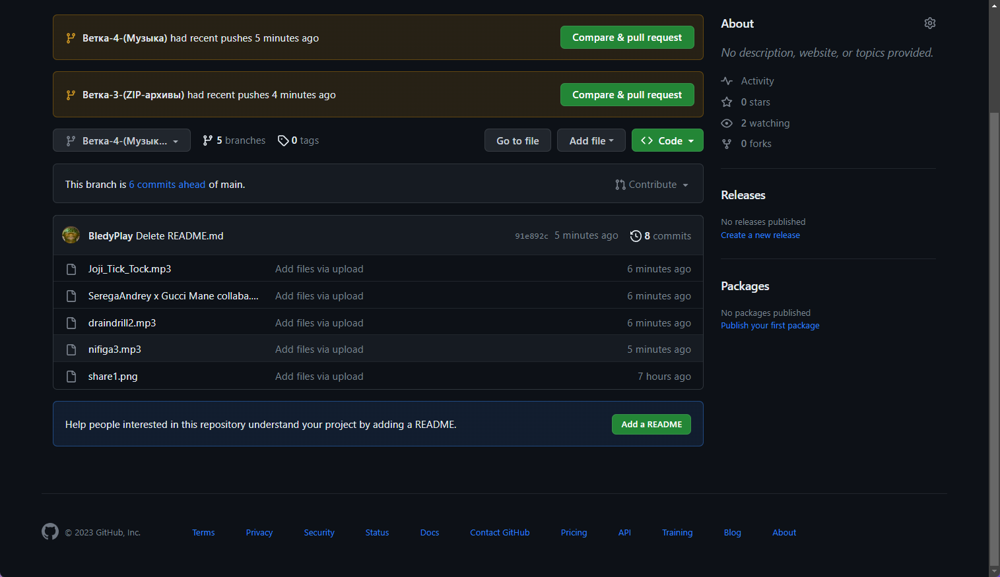 Ветка-4-(Музыка) had recent pushes 5 minutes ago
Compare & pull request
Ветка-3-(ZIP-архивы) had recent pushes 4 minutes ago
Compare & pull request
Ветка-4-(Музык...
5 branches
0 tags
Go to file
Add file
Code
This branch is 6 commits ahead of main.
Contribute
BledyPlay Delete README.md
91e892c 5 minutes ago
8 commits
Joji_Tick_Tock.mp3 Add files via upload 6 minutes ago
SeregaAndrey x Gucci Mane collaba.... Add files via upload 6 minutes ago
draindrill2.mp3 Add files via upload 6 minutes ago
nifiga3.mp3 Add files via upload 5 minutes ago
share1.png Add files via upload 7 hours ago
Help people interested in this repository understand your project by adding a README.
Add a README
About
No description, website, or topics provided.
Activity
0 stars
2 watching
0 forks
Releases
No releases published
Create a new release
Packages
No packages published
Publish your first package
© 2023 GitHub, Inc.
Terms
Privacy
Security
Status
Docs
Contact GitHub
Pricing
API
Training
Blog
About